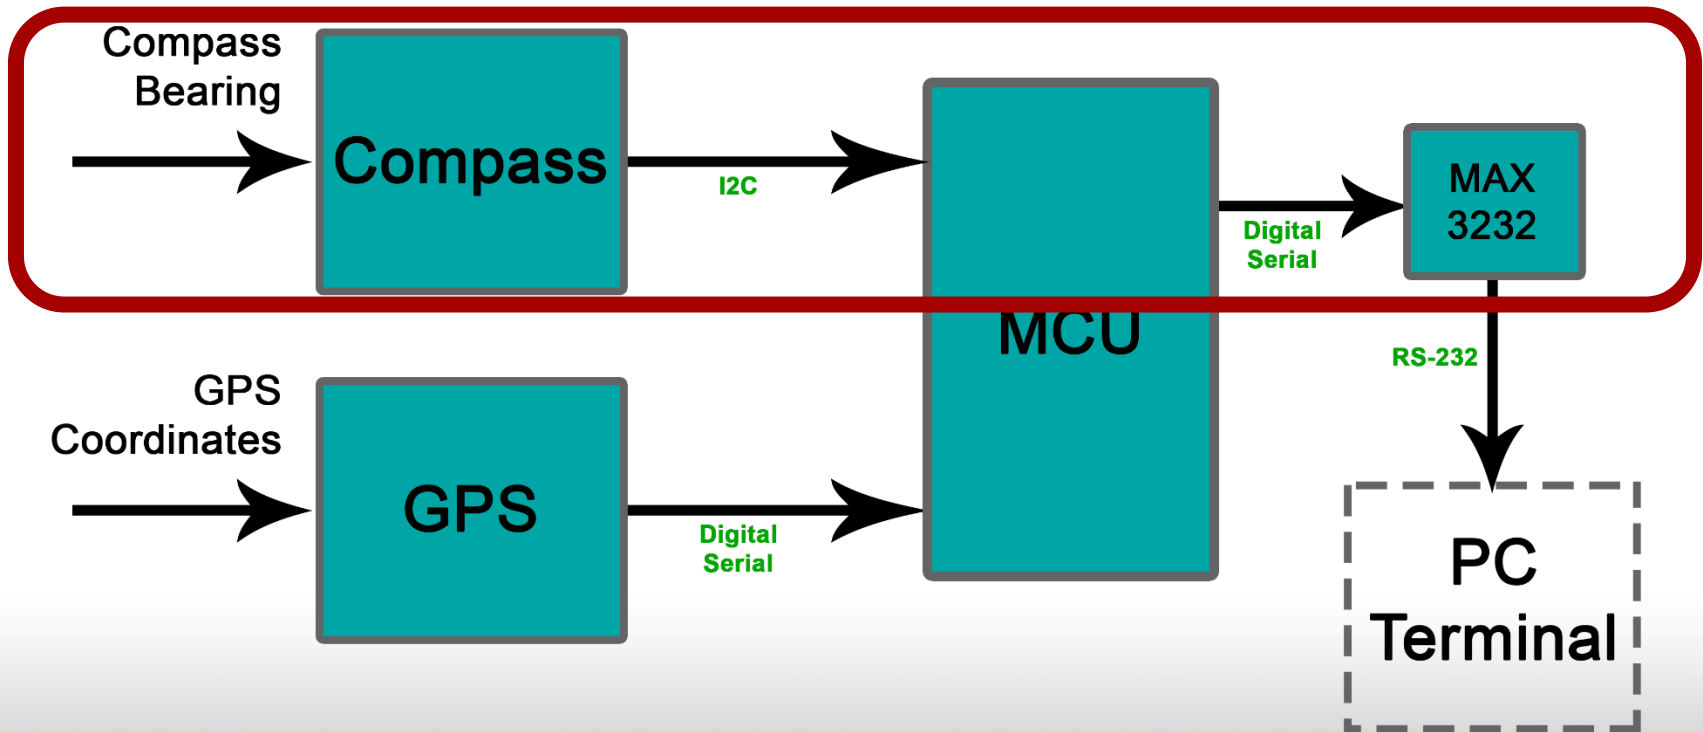 Compass
Bearing
Compass
I2C
MCU
Digital
Serial
MAX
3232
RS-232
GPS
Coordinates
GPS
Digital
Serial
PC
Terminal